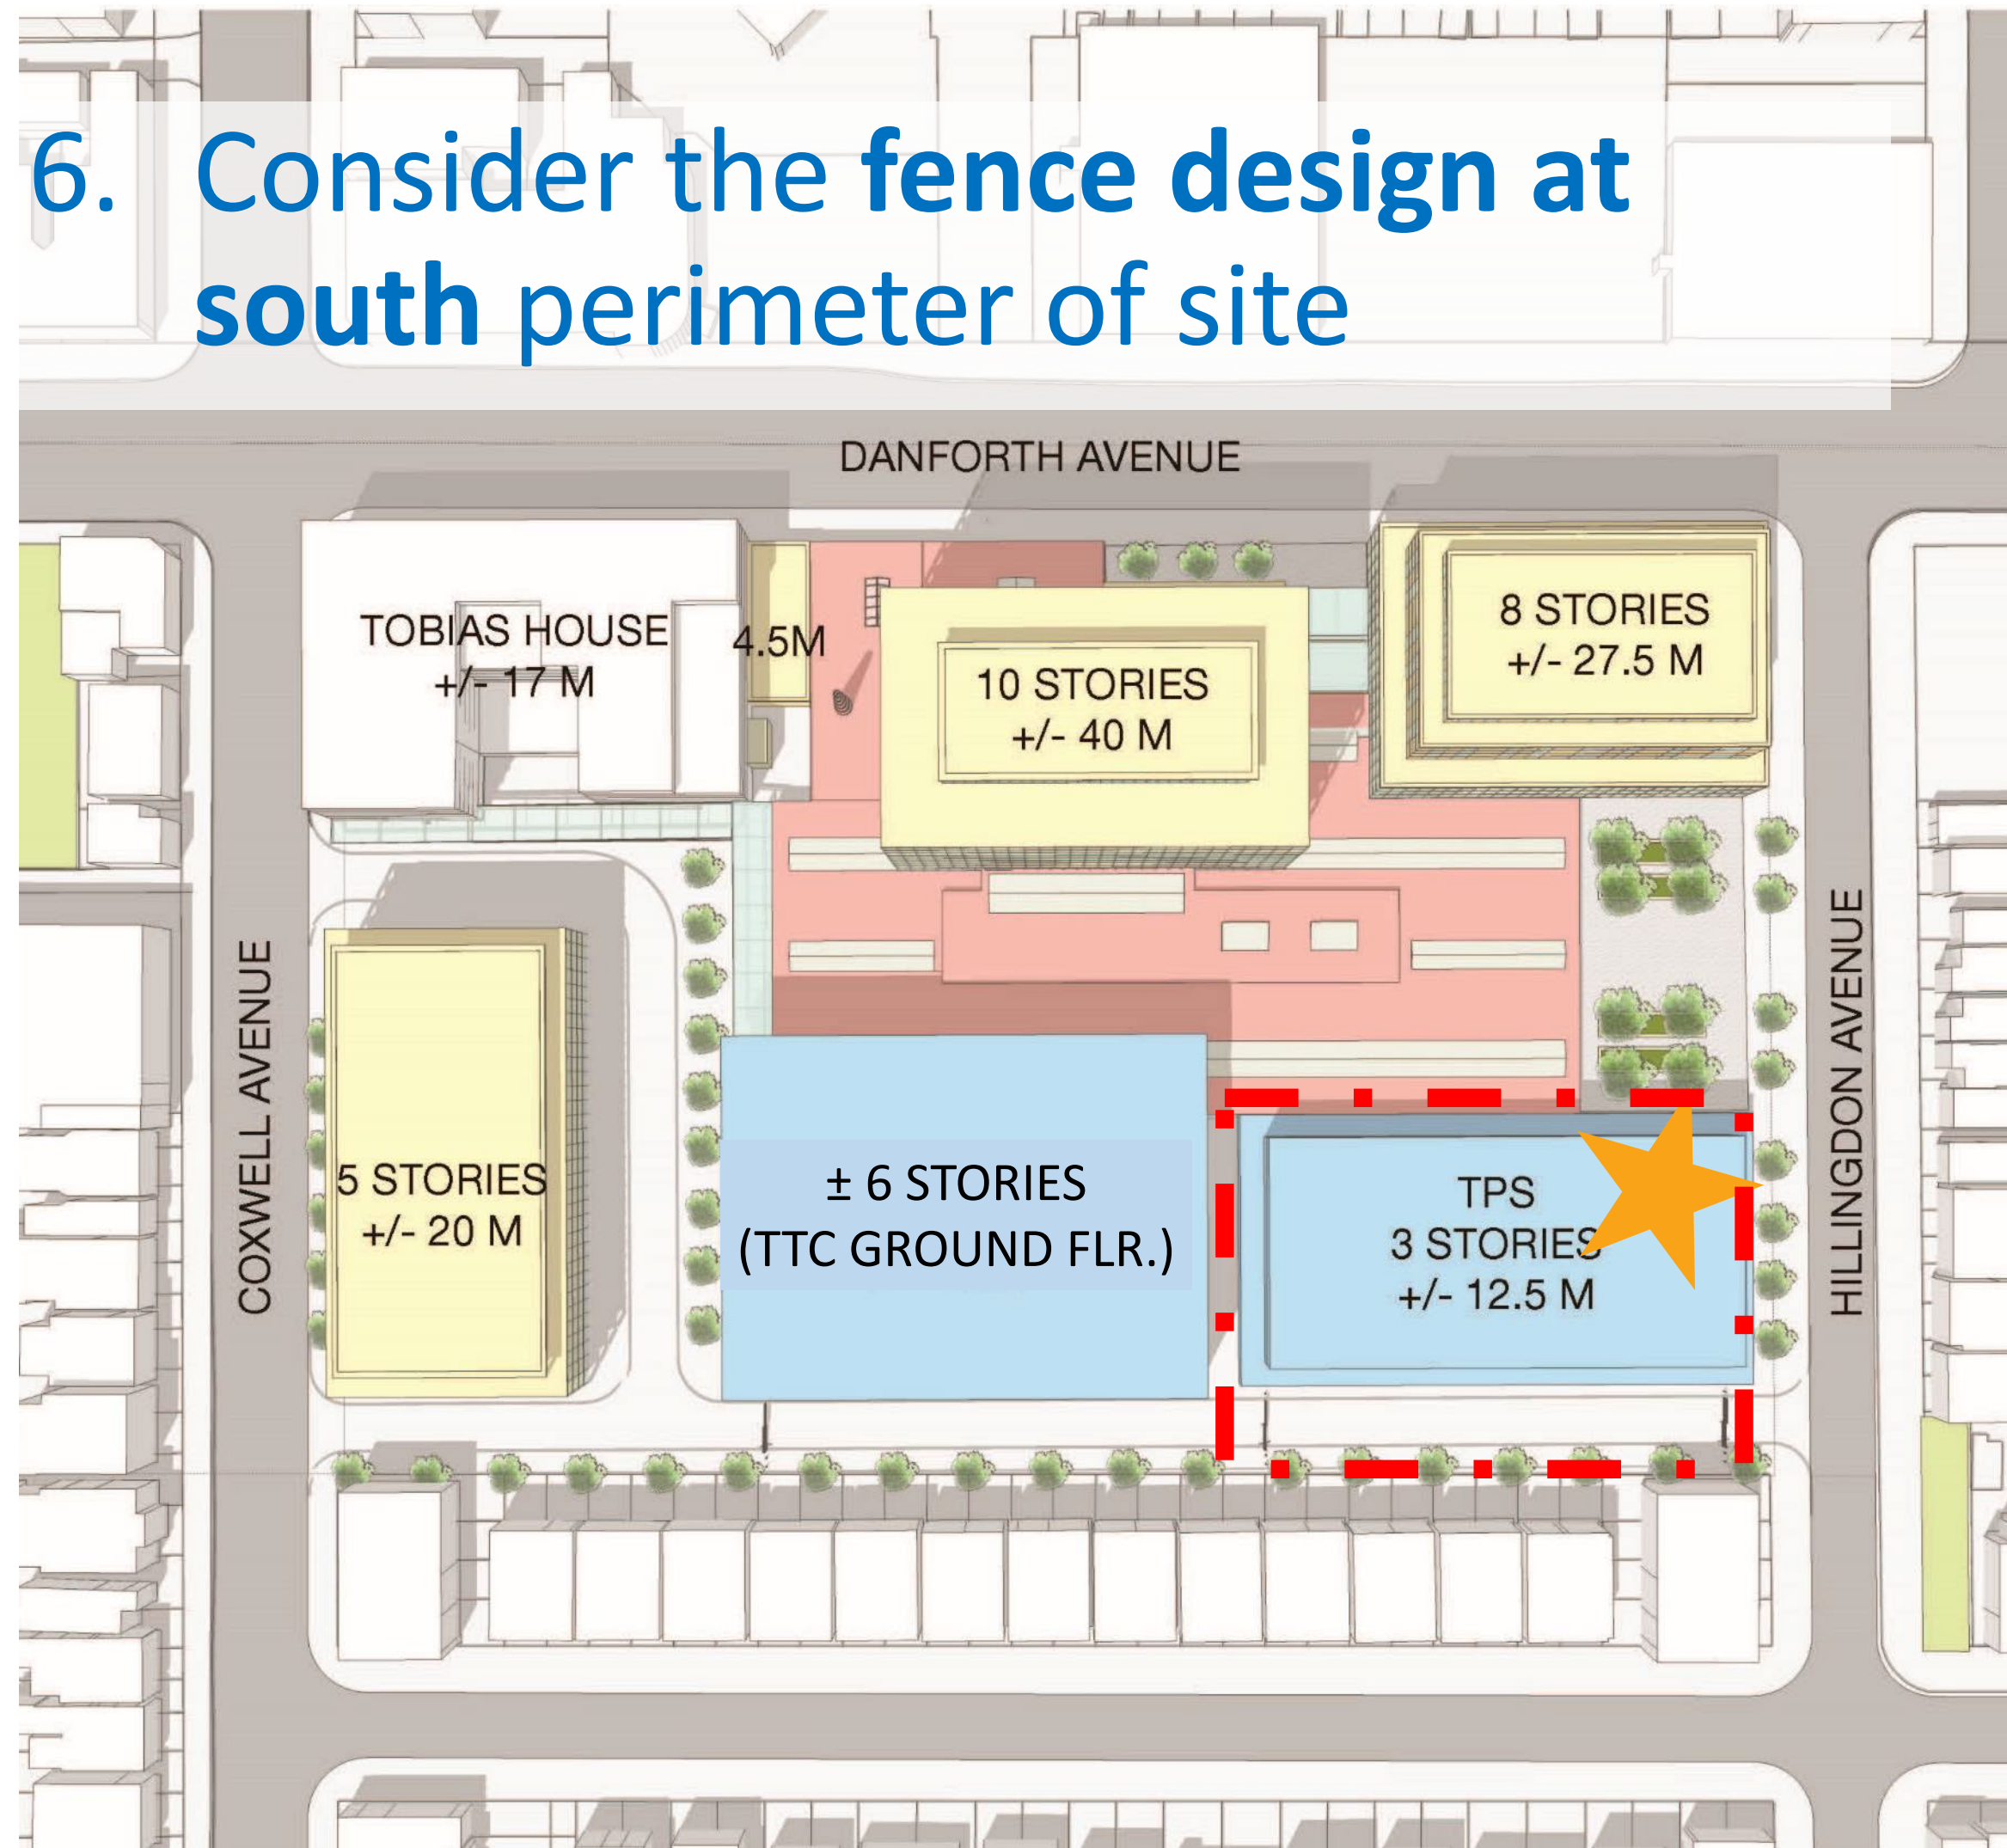 6. Consider the fence design at
south perimeter of site
DANFORTH AVENUE
TOBIAS HOUSE
+/- 17 M
4.5M
10 STORIES
+/- 40 M
8 STORIES
+/- 27.5 M
COXWELL AVENUE
HILLINGDON AVENUE
5 STORIES
+/- 20 M
± 6 STORIES
(TTC GROUND FLR.)
TPS
3 STORIES
+/- 12.5 M